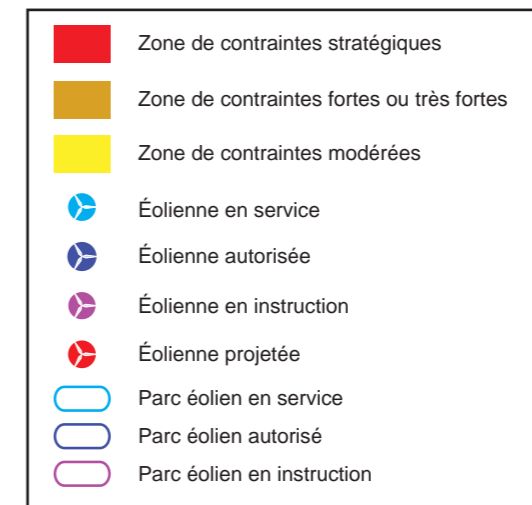 Zone de contraintes stratégiques
Zone de contraintes fortes ou très fortes
Zone de contraintes modérées
Éolienne en service
Éolienne autorisée
Éolienne en instruction
Éolienne projetée
Parc éolien en service
Parc éolien autorisé
Parc éolien en instruction